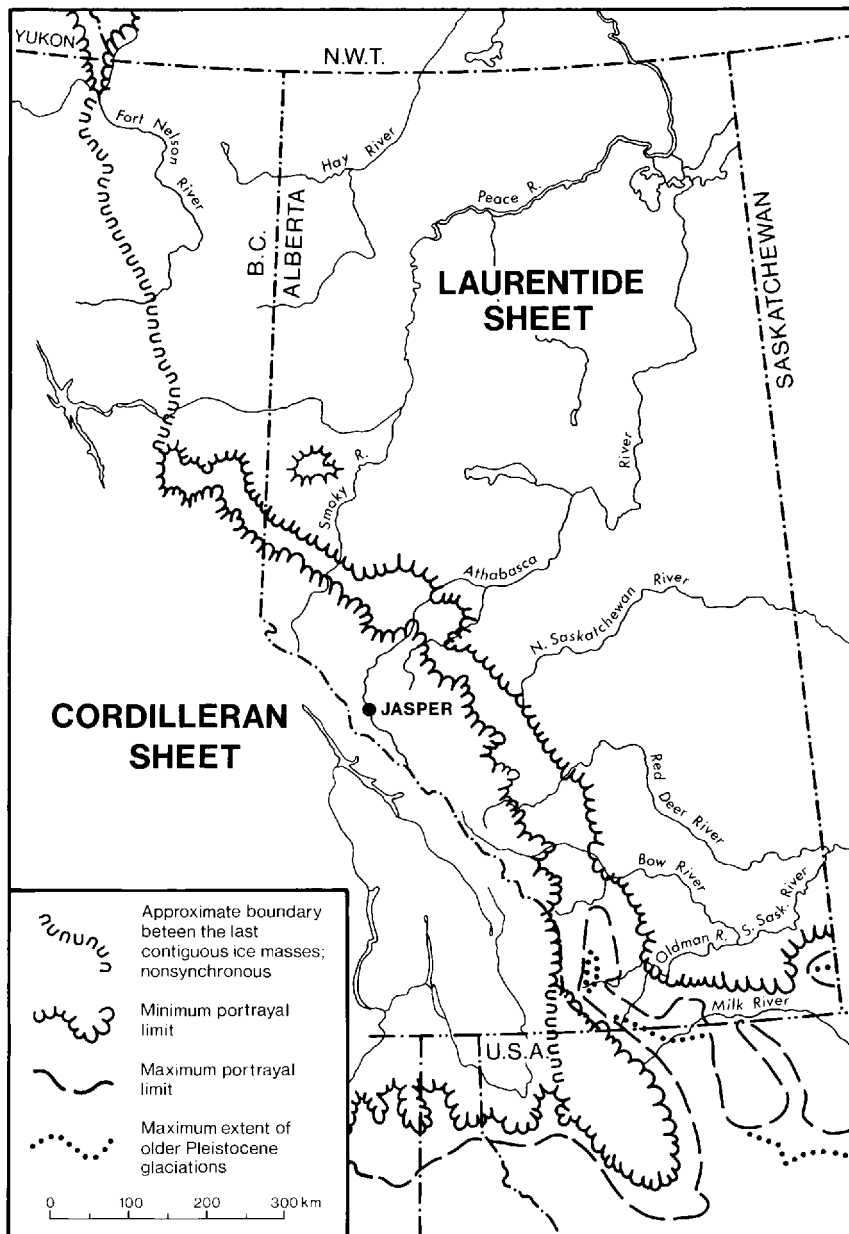 YUKON
N.W.T.
Fort Nelson
River
Hay River
Peace R.
B.C.
ALBERTA
LAURENTIDE
SHEET
SASKATCHEWAN
River
Smoky R.
Athabasca
N. Saskatchewan River
JASPER
CORDILLERAN
SHEET
Red
Deer River
Bow River
Oldman R.
S. Sask. River
Milk River
U.S.A.
Approximate boundary
beteen the last
contiguous ice masses;
nonsynchronous
Minimum portrayal
limit
Maximum portrayal
limit
Maximum extent of
older Pleistocene
glaciations
0 100 200 300 km